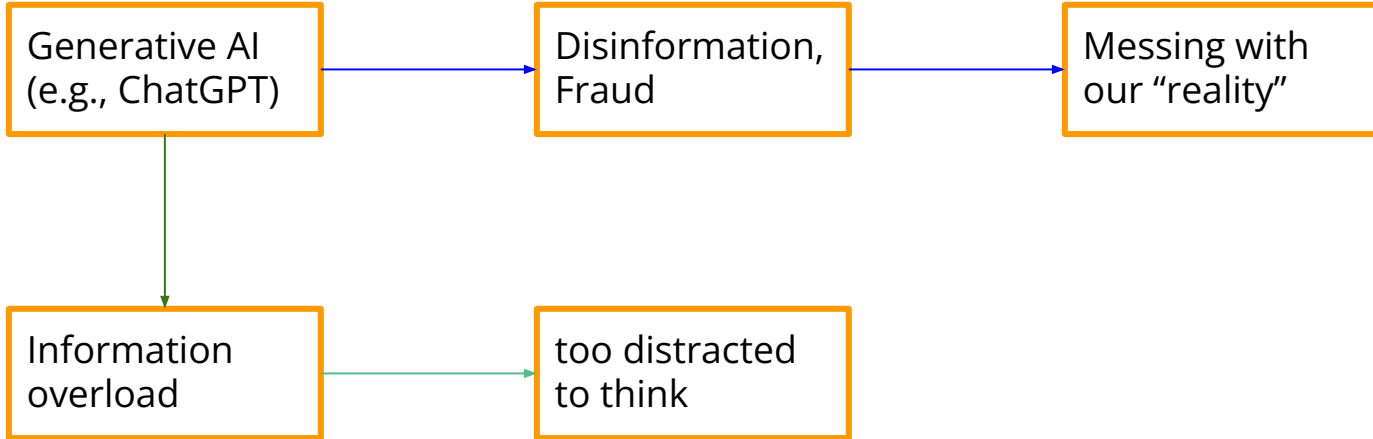 Generative AI
(e.g., ChatGPT)
Disinformation,
Fraud
Messing with
our “reality”
Information
overload
too distracted
to think